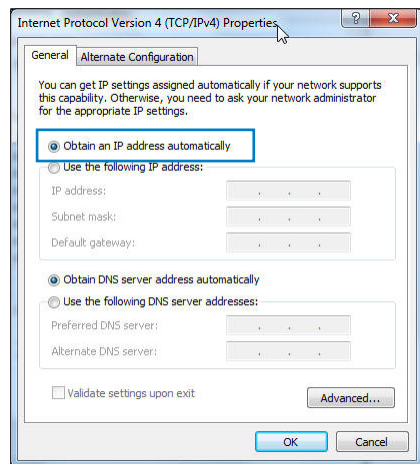 Internet Protocol Version 4 (TCP/IPv4) Properties
General
Alternate Configuration
You can get IP settings assigned automatically if your network supports
this capability. Otherwise, you need to ask your network administrator
for the appropriate IP settings.
Obtain an IP address automatically
Use the following IP address:
IP address:
Subnet mask:
Default gateway:
Obtain DNS server address automatically
Use the following DNS server addresses:
Preferred DNS server:
Alternate DNS server:
Validate settings upon exit
Advanced...
OK
Cancel